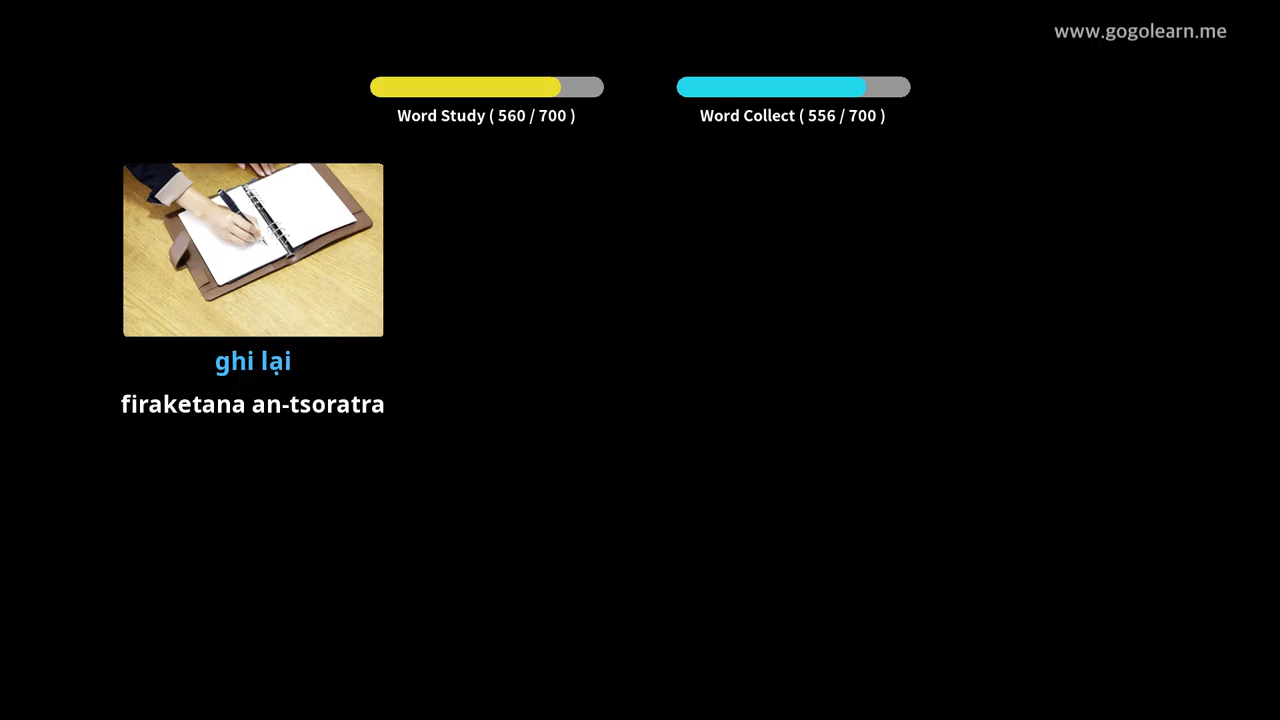 www.gogolearn.me
Word Study ( 560 / 700 )
Word Collect ( 556 / 700 )
ghi lại
firaketana an-tsoratra